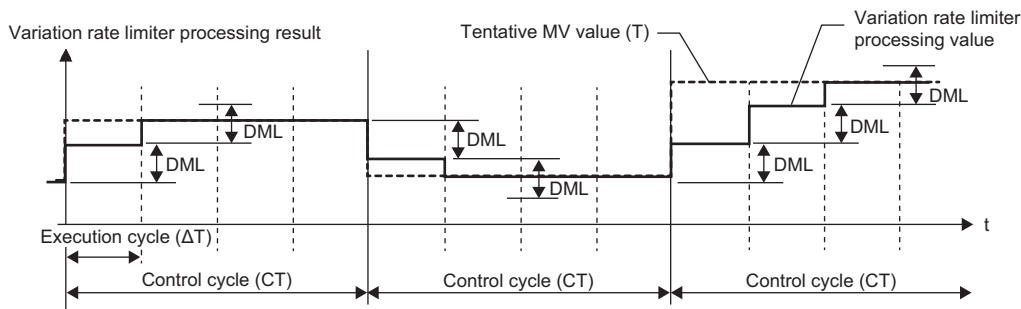 Variation rate limiter processing result
Tentative MV value (T)
Variation rate limiter
processing value
DML
DML
DML
DML
DML
DML
DML
t
Execution cycle (ΔT)
Control cycle (CT)
Control cycle (CT)
Control cycle (CT)